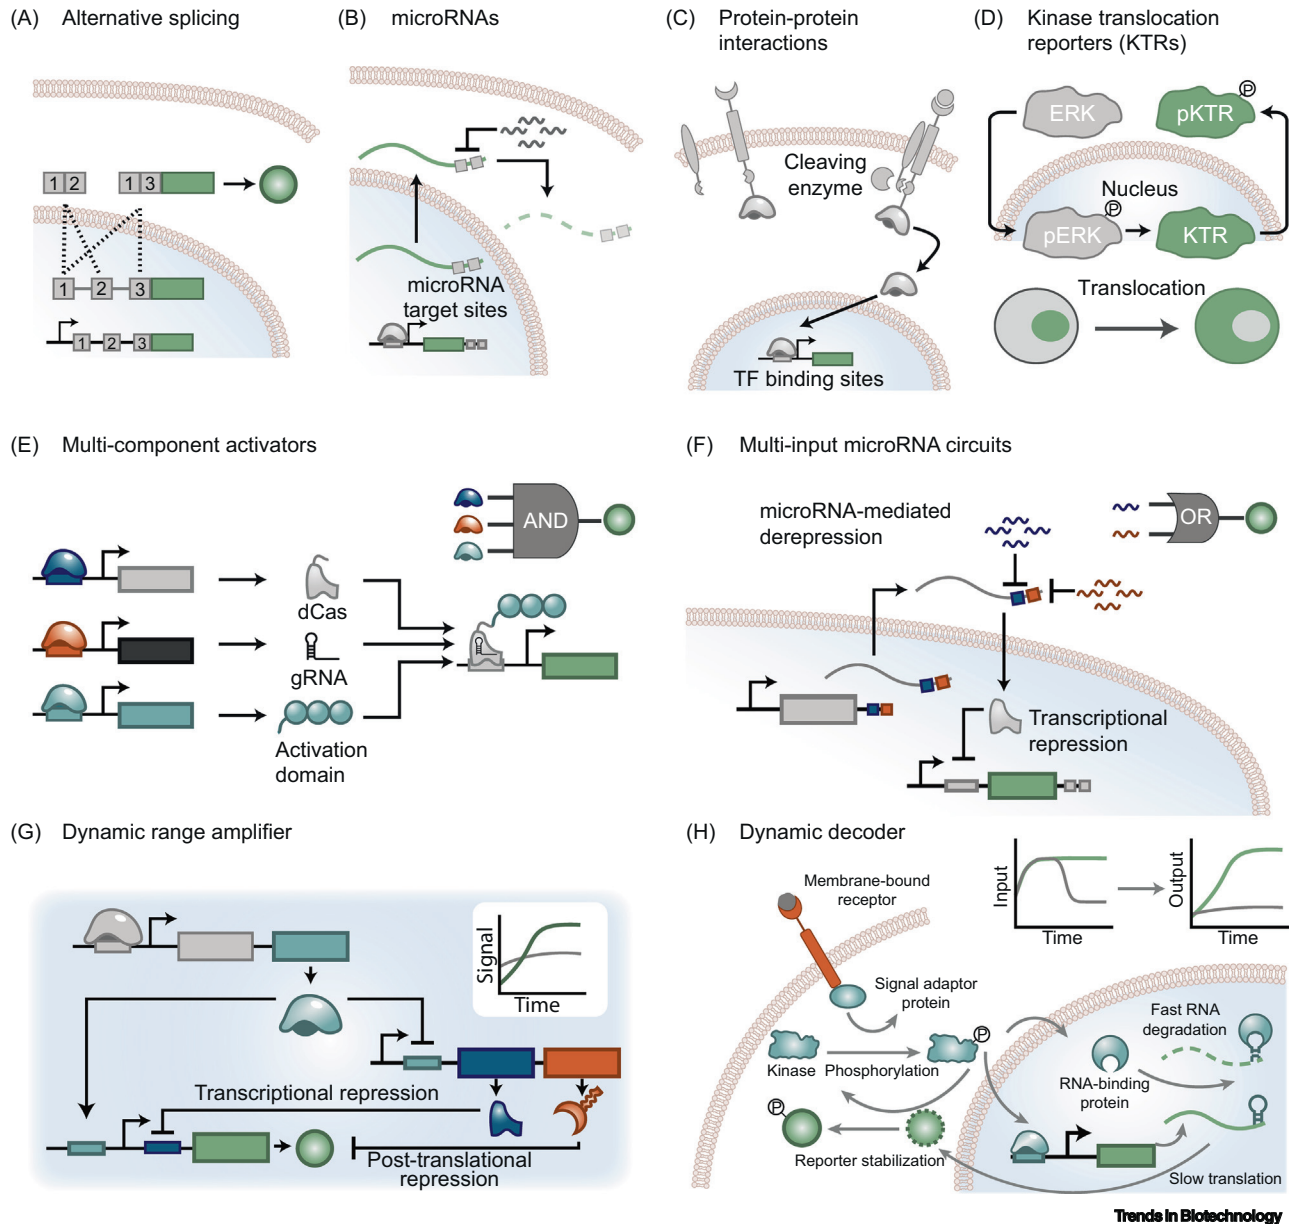 (A) Alternative splicing
1 2
1 3
1 2 3
1 2 3
(B) microRNAs
microRNA
target sites
(C) Protein-protein
interactions
Cleaving
enzyme
TF binding sites
(D) Kinase translocation
reporters (KTRs)
ERK
P
pKTR
Nucleus
P
pERK
KTR
Translocation
(E) Multi-component activators
AND
dCas
gRNA
Activation
domain
(F) Multi-input microRNA circuits
microRNA-mediated
derepression
OR
Transcriptional
repression
(G) Dynamic range amplifier
Signal
Time
Transcriptional repression
Post-translational
repression
(H) Dynamic decoder
Membrane-bound
receptor
Input
Time
Output
Time
Signal adaptor
protein
Fast RNA
degradation
P
Kinase
Phosphorylation
RNA-binding
protein
P
Reporter stabilization
Slow translation
Trends in Biotechnology